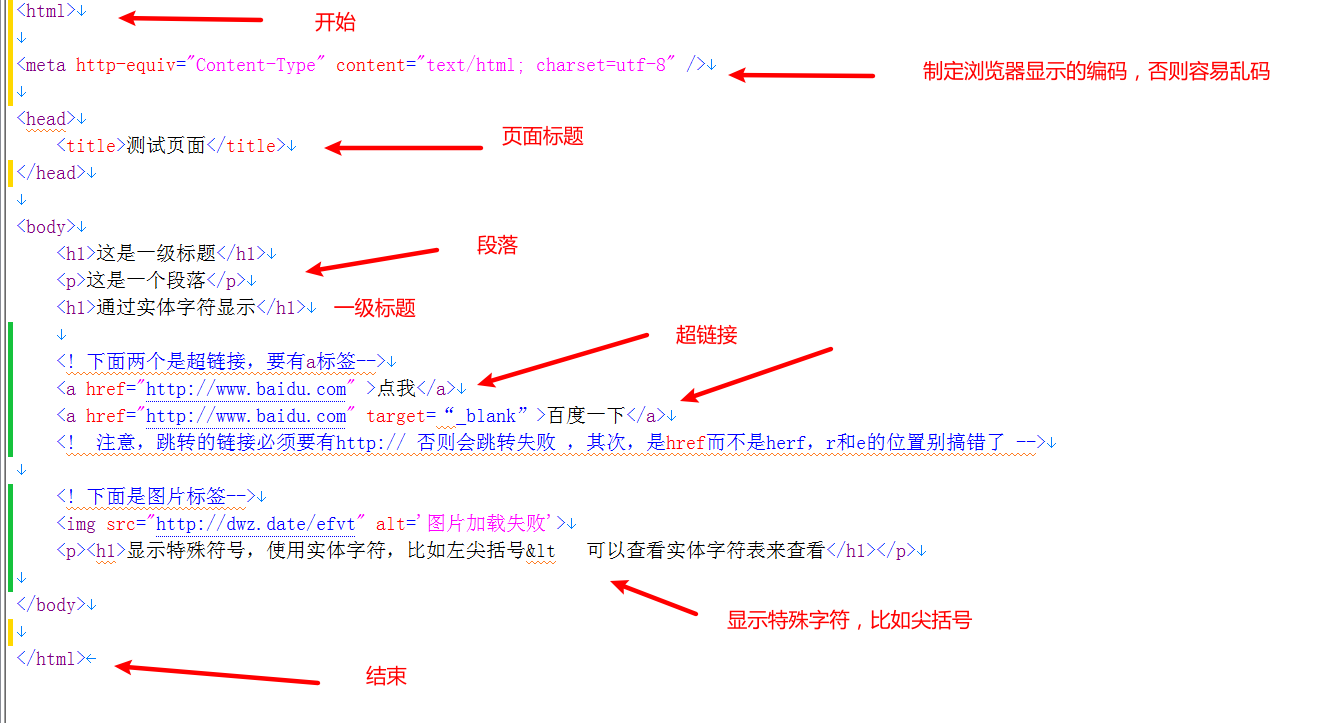 <html>↓
开始
↓
<meta http-equiv="Content-Type" content="text/html; charset=utf-8" />↓
制定浏览器显示的编码，否则容易乱码
↓
<head>↓
<title>测试页面</title>↓
页面标题
</head>↓
↓
<body>↓
<h1>这是一级标题</h1>↓
段落
<p>这是一个段落</p>↓
<h1>通过实体字符显示</h1>↓ 一级标题
↓
超链接
<! 下面两个是超链接，要有a标签-->↓
<a href="http://www.baidu.com" >点我</a>↓
<a href="http://www.baidu.com" target=“_blank”>百度一下</a>↓
<! 注意，跳转的链接必须要有http:// 否则会跳转失败 ，其次，是href而不是herf，r和e的位置别搞错了 -->↓
↓
<! 下面是图片标签-->↓
<img src="http://dwz.date/efvt" alt='图片加载失败'>↓
<p><h1>显示特殊符号，使用实体字符，比如左尖括号&lt 可以查看实体字符表来查看</h1></p>↓
↓
</body>↓
显示特殊字符，比如尖括号
↓
</html>←
结束